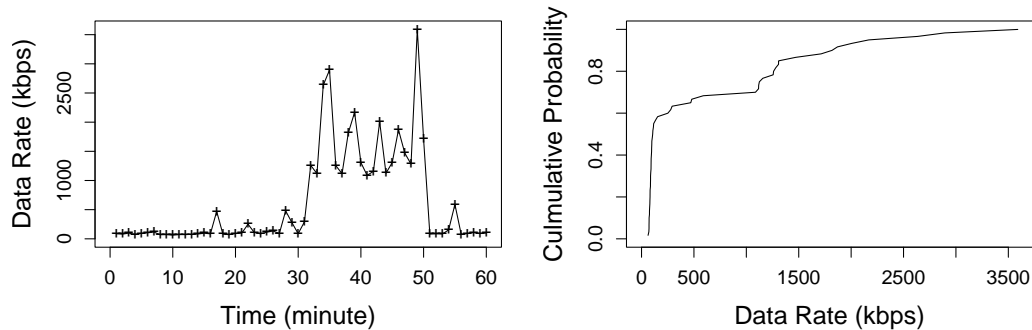 Data Rate (kbps)
0
1000
2500
0 10 20 30 40 50 60
Time (minute)
Culmulative Probability
0.0
0.4
0.8
0 500 1500 2500 3500
Data Rate (kbps)